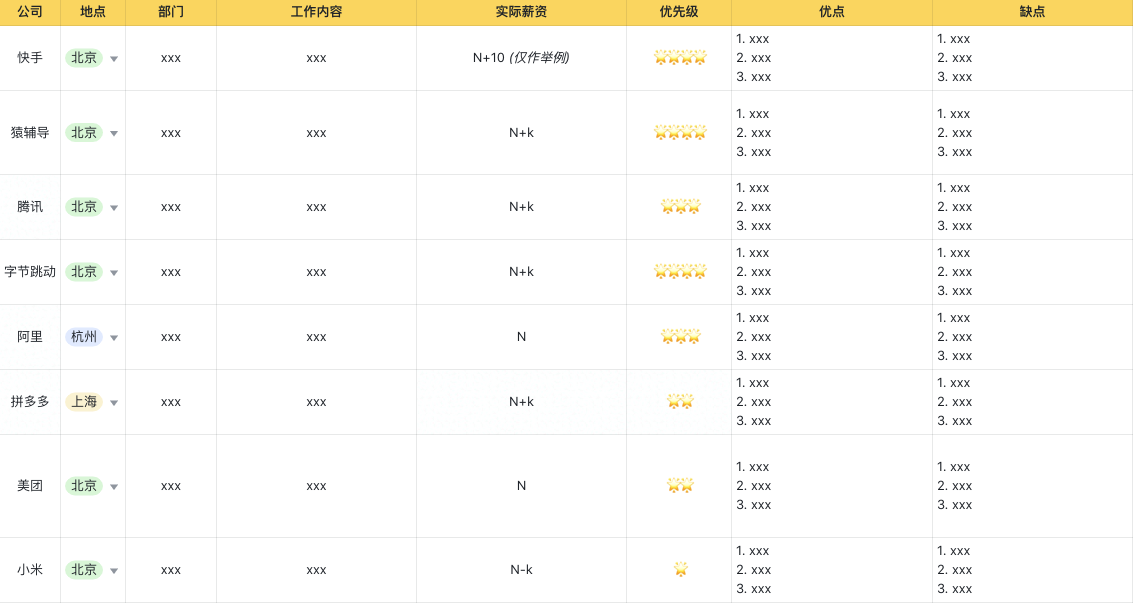 公司 地点 部门 工作内容 实际薪资 优先级 优点 缺点
快手 北京 xxx xxx N+10 (仅作举例) 🌟🌟🌟🌟 1. xxx 2. xxx 3. xxx 1. xxx 2. xxx 3. xxx
猿辅导 北京 xxx xxx N+k 🌟🌟🌟🌟 1. xxx 2. xxx 3. xxx 1. xxx 2. xxx 3. xxx
腾讯 北京 xxx xxx N+k 🌟🌟🌟 1. xxx 2. xxx 3. xxx 1. xxx 2. xxx 3. xxx
字节跳动 北京 xxx xxx N+k 🌟🌟🌟🌟 1. xxx 2. xxx 3. xxx 1. xxx 2. xxx 3. xxx
阿里 杭州 xxx xxx N 🌟🌟🌟 1. xxx 2. xxx 3. xxx 1. xxx 2. xxx 3. xxx
拼多多 上海 xxx xxx N+k 🌟🌟 1. xxx 2. xxx 3. xxx 1. xxx 2. xxx 3. xxx
美团 北京 xxx xxx N 🌟🌟 1. xxx 2. xxx 3. xxx 1. xxx 2. xxx 3. xxx
小米 北京 xxx xxx N-k 🌟 1. xxx 2. xxx 3. xxx 1. xxx 2. xxx 3. xxx